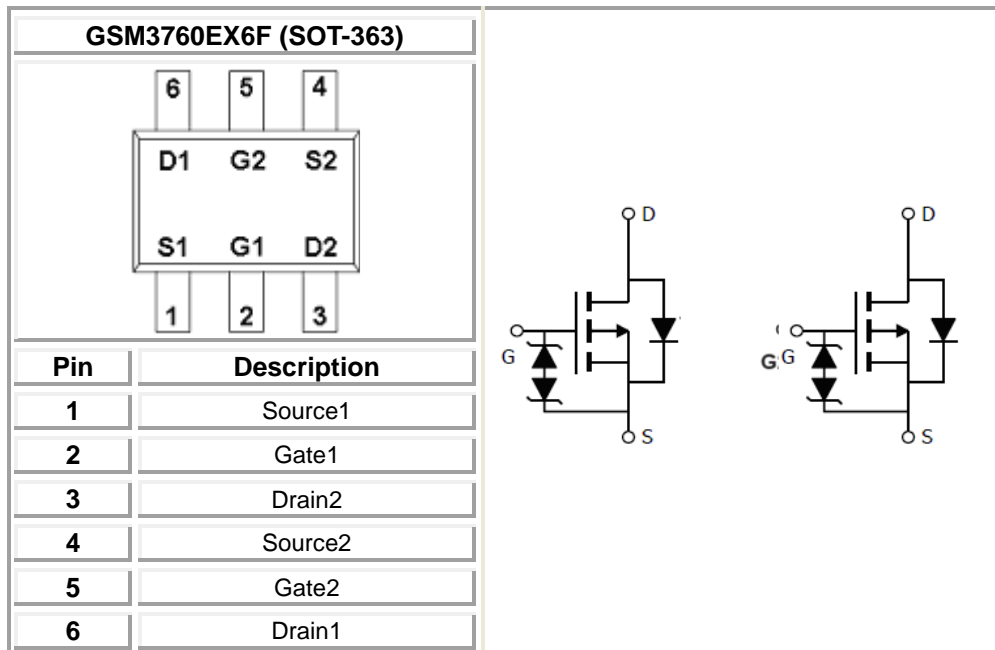 GSM3760EX6F (SOT-363)
6 5 4
D1 G2 S2
S1 G1 D2
1 2 3
Pin Description
1 Source1
2 Gate1
3 Drain2
4 Source2
5 Gate2
6 Drain1
D
G
S
D
G G
S